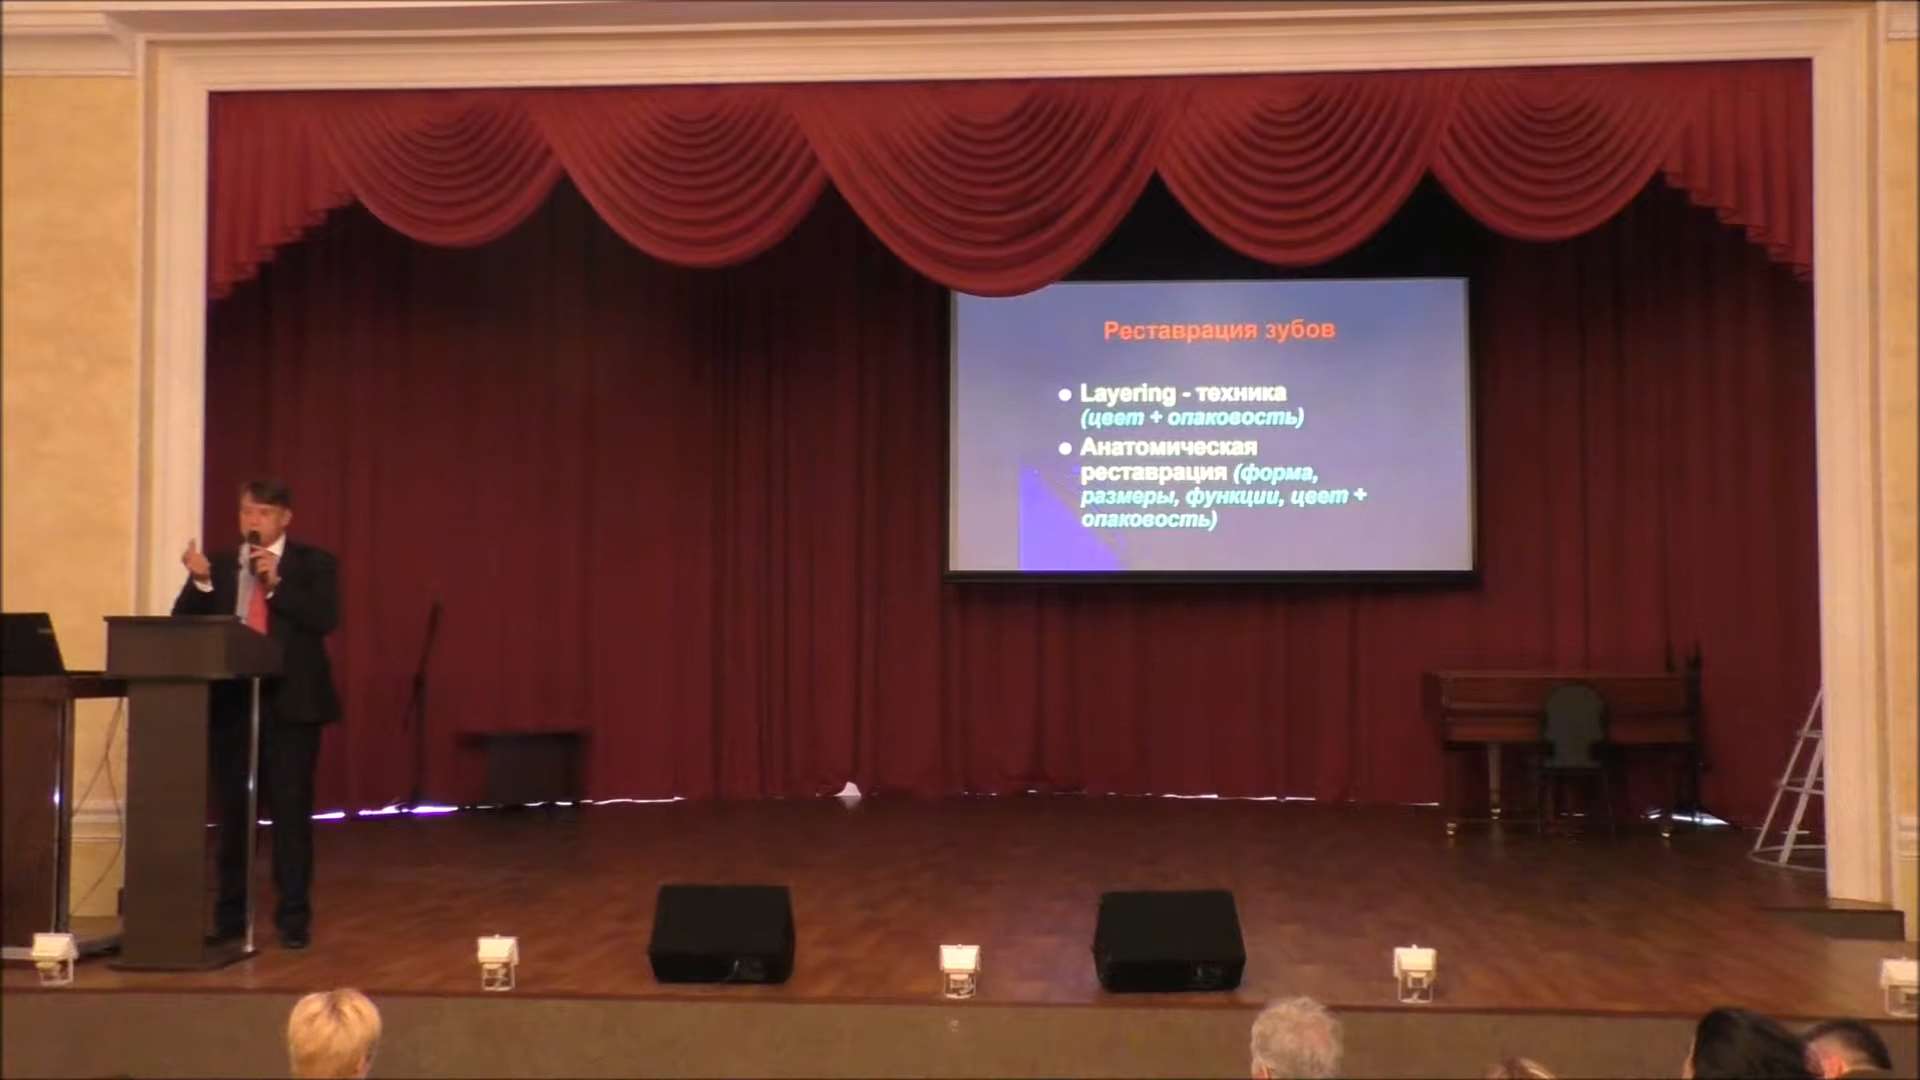 Реставрация зубов
● Layering - техника
(цвет + опаковость)
● Анатомическая
реставрация (форма,
размеры, функции, цвет +
опаковость)